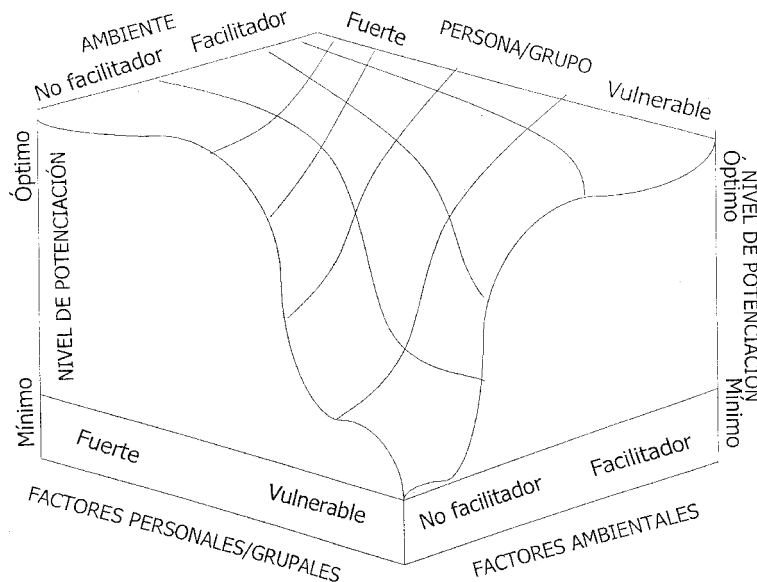 AMBIENTE
No facilitador
Facilitador
Fuerte
PERSONA/GRUPO
Vulnerable
Óptimo
NIVEL DE POTENCIACIÓN
Mínimo
Óptimo
NIVEL DE POTENCIACIÓN
Mínimo
Fuerte
Vulnerable
No facilitador
Facilitador
FACTORES PERSONALES/GRUPALES
FACTORES AMBIENTALES